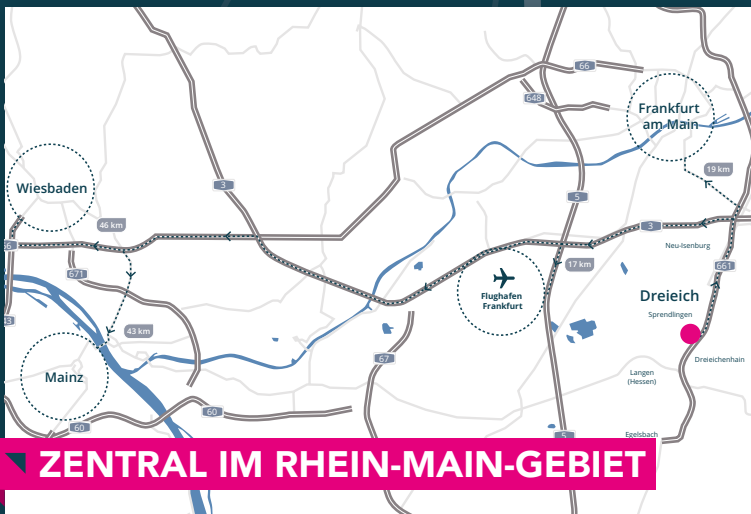 66
648
Frankfurt
am Main
19 km
Wiesbaden
3
5
46 km
3
66
Neu-Isenburg
671
17 km
661
Flughafen
Frankfurt
Dreieich
Sprendlingen
43 km
67
Dreieichenhain
Mainz
Langen
(Hessen)
60
60
5
Egelsbach
ZENTRAL IM RHEIN-MAIN-GEBIET